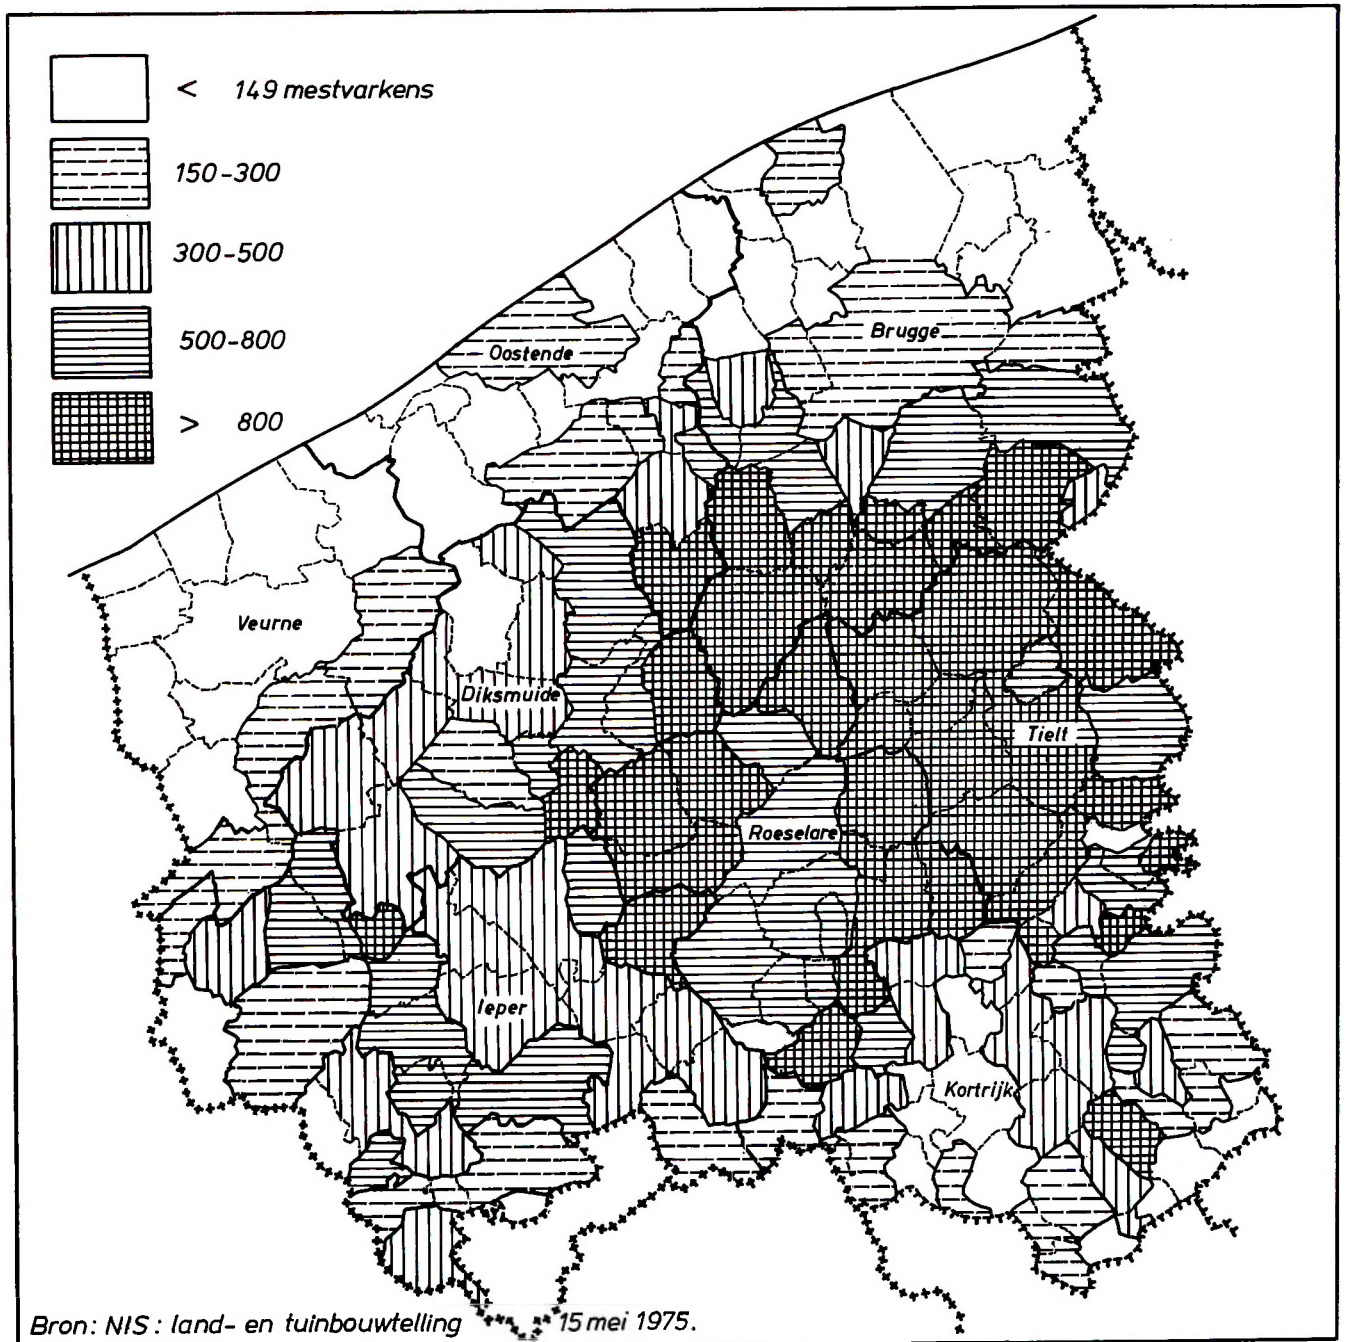 < 149 mestvarkens
150-300
300-500
500-800
> 800
Brugge
Oostende
Veurne
Diksmuide
Tielt
Roeselare
Ieper
Kortrijk
Bron: NIS: land- en tuinbouwtelling 15 mei 1975.